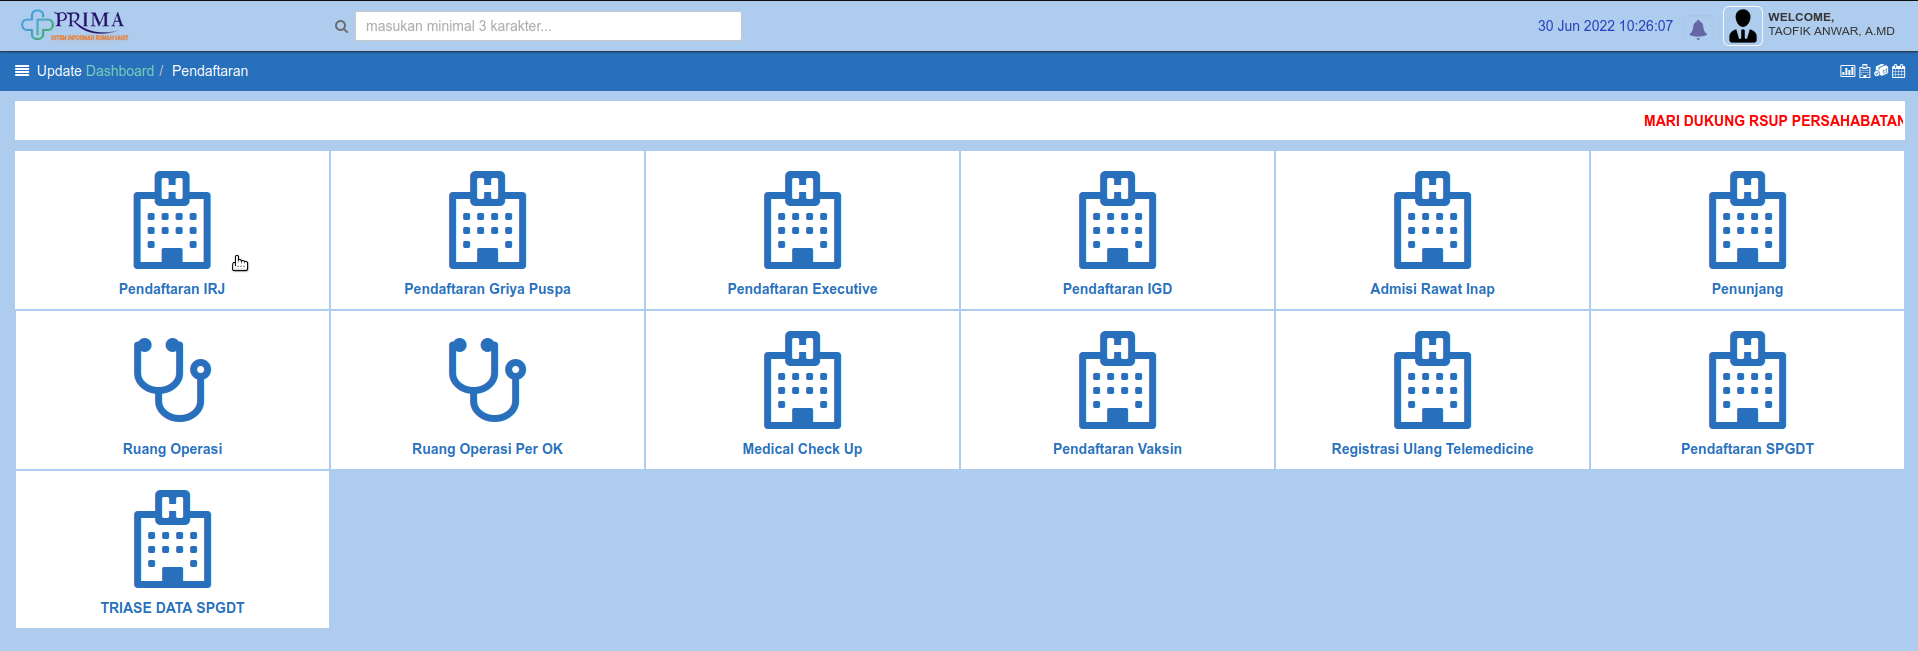 PRIMA
SISTEM INFORMASI RUMAH SAKIT
masukan minimal 3 karakter...
30 Jun 2022 10:26:07
WELCOME,
TAOFIK ANWAR, A.MD
Update Dashboard / Pendaftaran
MARI DUKUNG RSUP PERSAHABATAN
Pendaftaran IRJ
Pendaftaran Griya Puspa
Pendaftaran Executive
Pendaftaran IGD
Admisi Rawat Inap
Penunjang
Ruang Operasi
Ruang Operasi Per OK
Medical Check Up
Pendaftaran Vaksin
Registrasi Ulang Telemedicine
Pendaftaran SPGDT
TRIASE DATA SPGDT